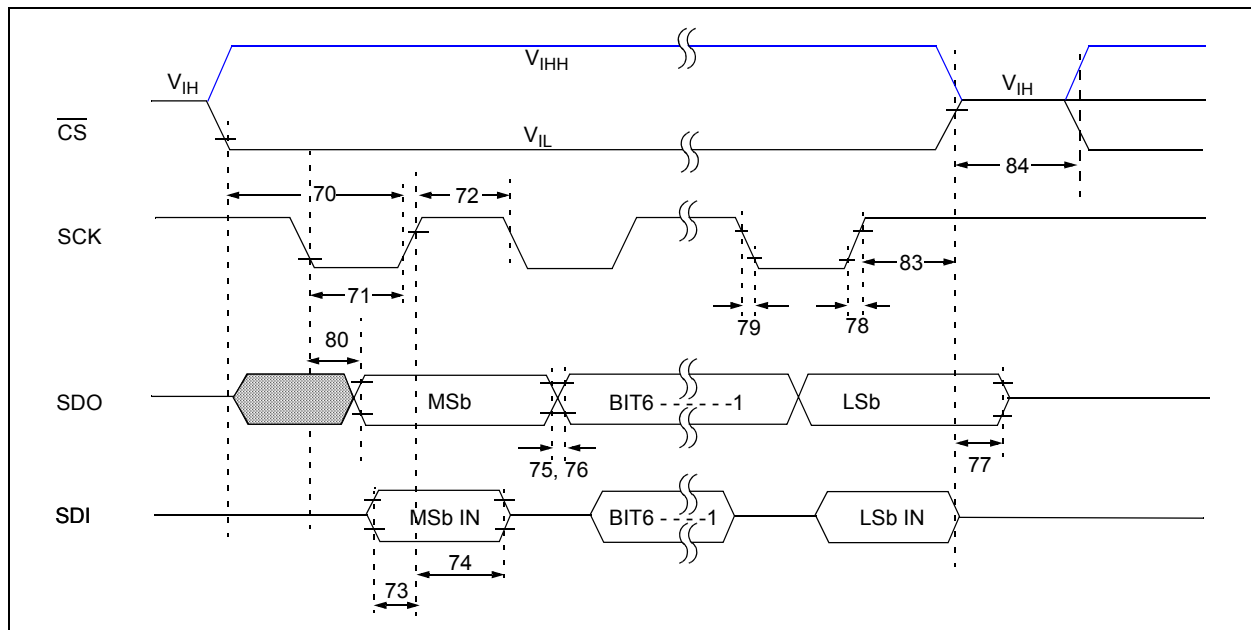 V_IH
V_IHH
V_IH
CS
V_IL
84
70
72
SCK
83
71
79
78
80
SDO
MSb
BIT6 - - - - - - -1
LSb
75, 76
77
SDI
MSb IN
BIT6 - - - - -1
LSb IN
74
73